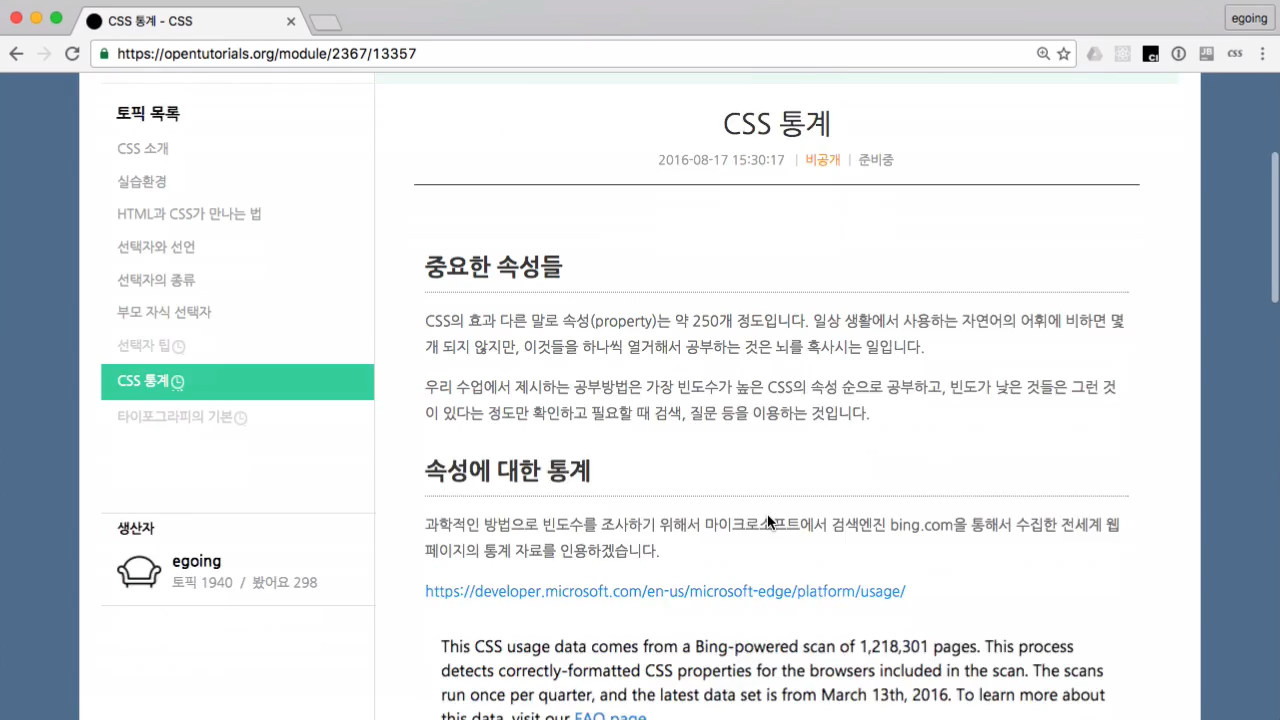 CSS 통계 - CSS
egoing
https://opentutorials.org/module/2367/13357
css
토픽 목록
CSS 소개
실습환경
HTML과 CSS가 만나는 법
선택자와 선언
선택자의 종류
부모 자식 선택자
선택자 팁
CSS 통계
타이포그라피의 기본
생산자
egoing
토픽 1940 / 봤어요 298
CSS 통계
2016-08-17 15:30:17 | 비공개 | 준비중
중요한 속성들
CSS의 효과 다른 말로 속성(property)는 약 250개 정도입니다. 일상 생활에서 사용하는 자연어의 어휘에 비하면 몇
개 되지 않지만, 이것들을 하나씩 열거해서 공부하는 것은 뇌를 혹사시는 일입니다.
우리 수업에서 제시하는 공부방법은 가장 빈도수가 높은 CSS의 속성 순으로 공부하고, 빈도가 낮은 것들은 그런 것
이 있다는 정도만 확인하고 필요할 때 검색, 질문 등을 이용하는 것입니다.
속성에 대한 통계
과학적인 방법으로 빈도수를 조사하기 위해서 마이크로소프트에서 검색엔진 bing.com을 통해서 수집한 전세계 웹
페이지의 통계 자료를 인용하겠습니다.
https://developer.microsoft.com/en-us/microsoft-edge/platform/usage/
This CSS usage data comes from a Bing-powered scan of 1,218,301 pages. This process
detects correctly-formatted CSS properties for the browsers included in the scan. The scans
run once per quarter, and the latest data set is from March 13th, 2016. To learn more about
this data, visit our FAQ page.